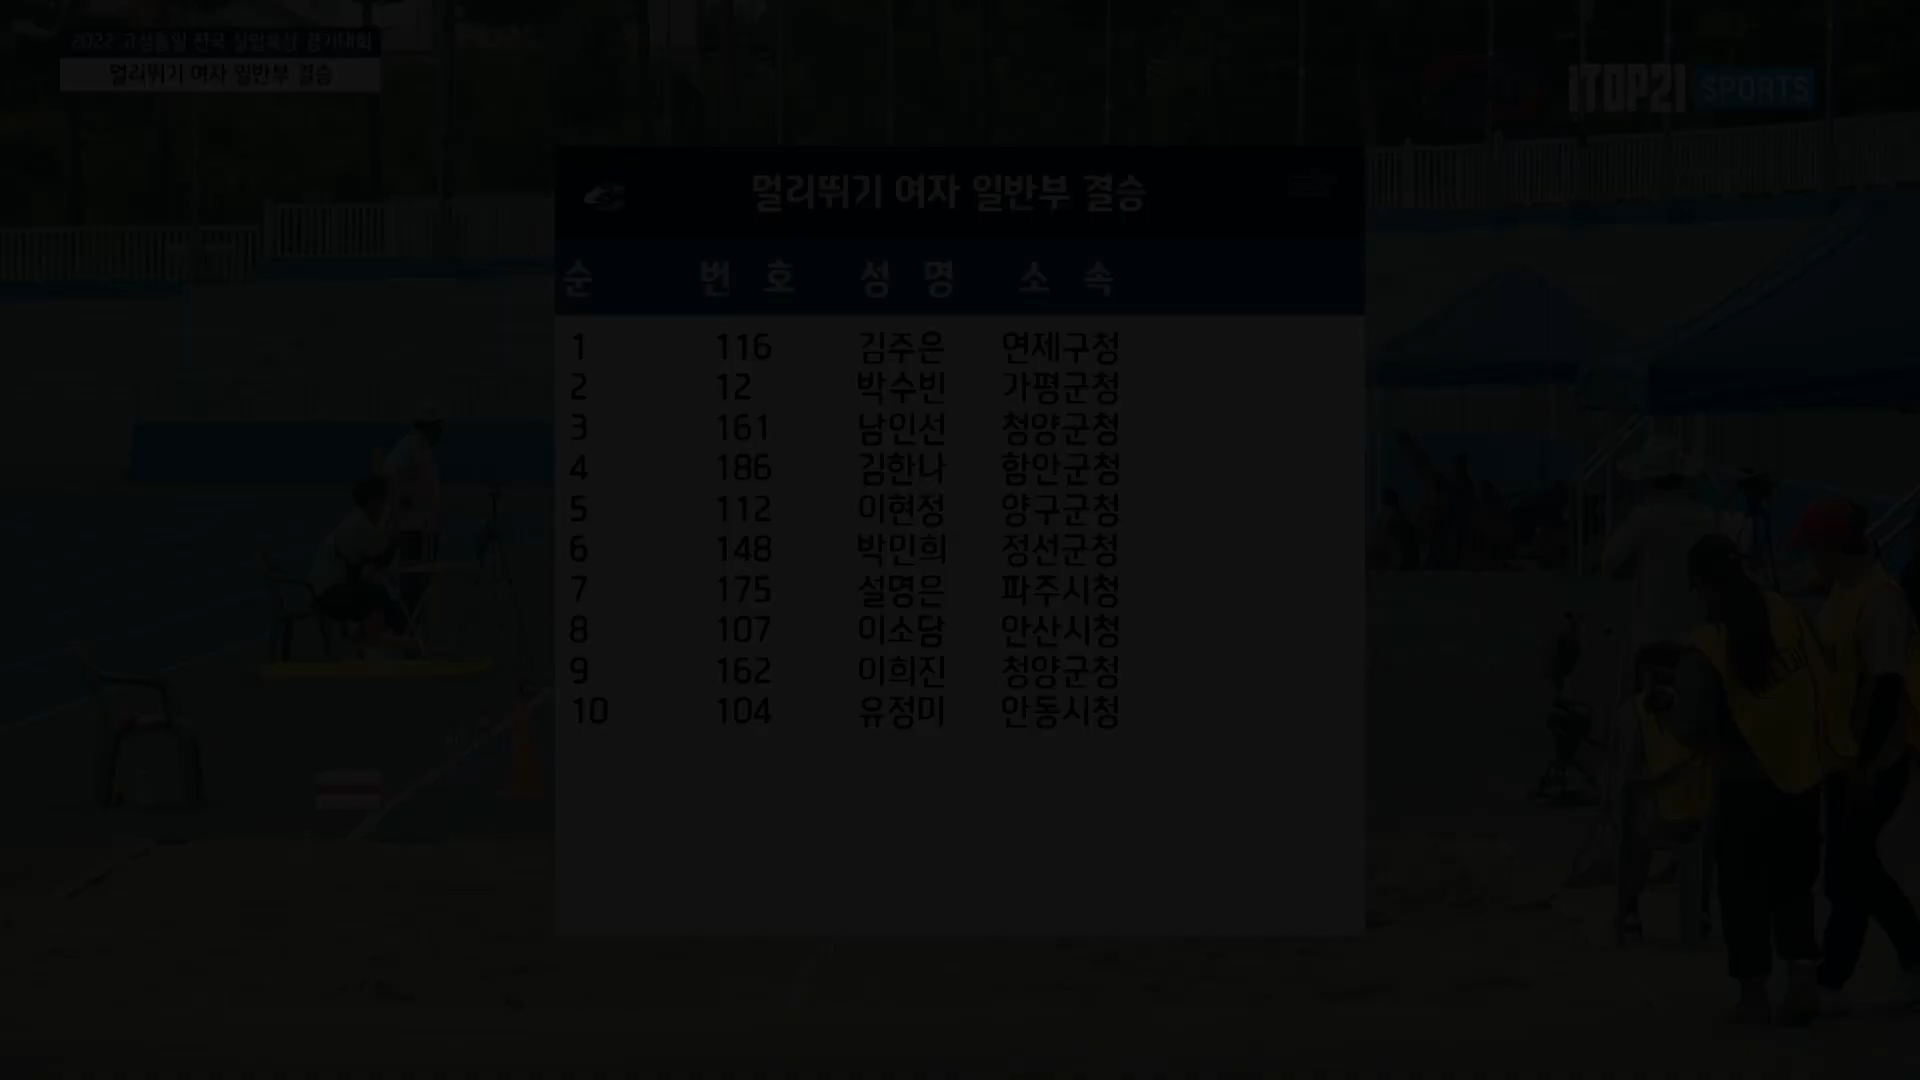 2022 고성통일 전국 실업육상 경기대회
멀리뛰기 여자 일반부 결승
iTOP21 SPORTS
멀리뛰기 여자 일반부 결승
순 번 호 성 명 소 속
1 116 김주은 연제구청
2 12 박수빈 가평군청
3 161 남인선 청양군청
4 186 김한나 함안군청
5 112 이현정 양구군청
6 148 박민희 정선군청
7 175 설명은 파주시청
8 107 이소담 안산시청
9 162 이희진 청양군청
10 104 유정미 안동시청